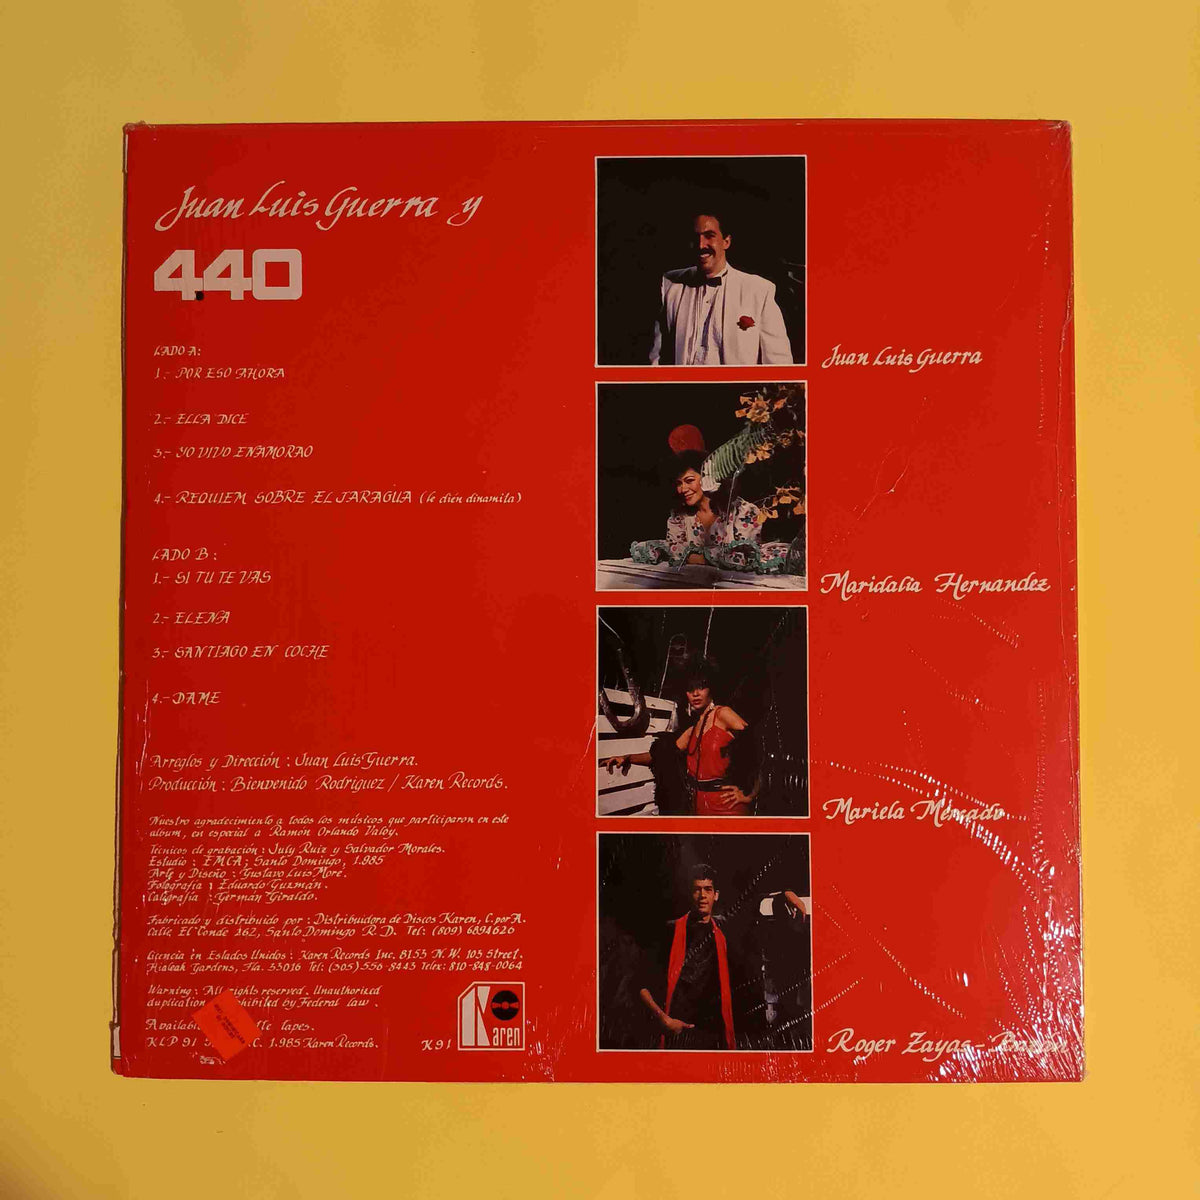 Juan Luis Guerra y
4.40
LADO A:
1.- POR ESO AHORA
2.- ELLA DICE
3.- YO VIVO ENAMORAO
4.- REQUIEM SOBRE EL JARAGUA (le dién dinamita)
LADO B:
1.- SI TU TE VAS
2.- ELENA
3.- SANTIAGO EN COCHE
4.- DAME
Arreglos y Dirección : Juan Luis Guerra.
Producción : Bienvenido Rodriguez / Karen Records.
Nuestro agradecimiento a todos los músicos que participaron en este
album, en especial a Ramón Orlando Valoy.
Técnicos de grabación : July Ruiz y Salvador Morales.
Estudio : EMCA ; Santo Domingo, 1.985
Arte y Diseño : Gustavo Luis Moré.
Fotografía : Eduardo Guzmán.
Caligrafía : Germán Giraldo.
Fabricado y distribuido por : Distribuidora de Discos Karen, C. por A.
Calle El Conde 262, Santo Domingo R. D. Tel: (809) 6894626
Licencia en Estados Unidos : Karen Records Inc. 8153 N.W. 103 Street.
Hialeah Gardens, Fla. 33016 Tel: (305) 556-8443 Telex: 810-848-0064
Warning : All rights reserved. Unauthorized
duplication by Federal law.
tapes.
KLP 91 C. 1.985 Karen Records.
K91
Karen
Juan Luis Guerra
Maridalia Hernandez
Mariela Mercado
Roger Zayas-